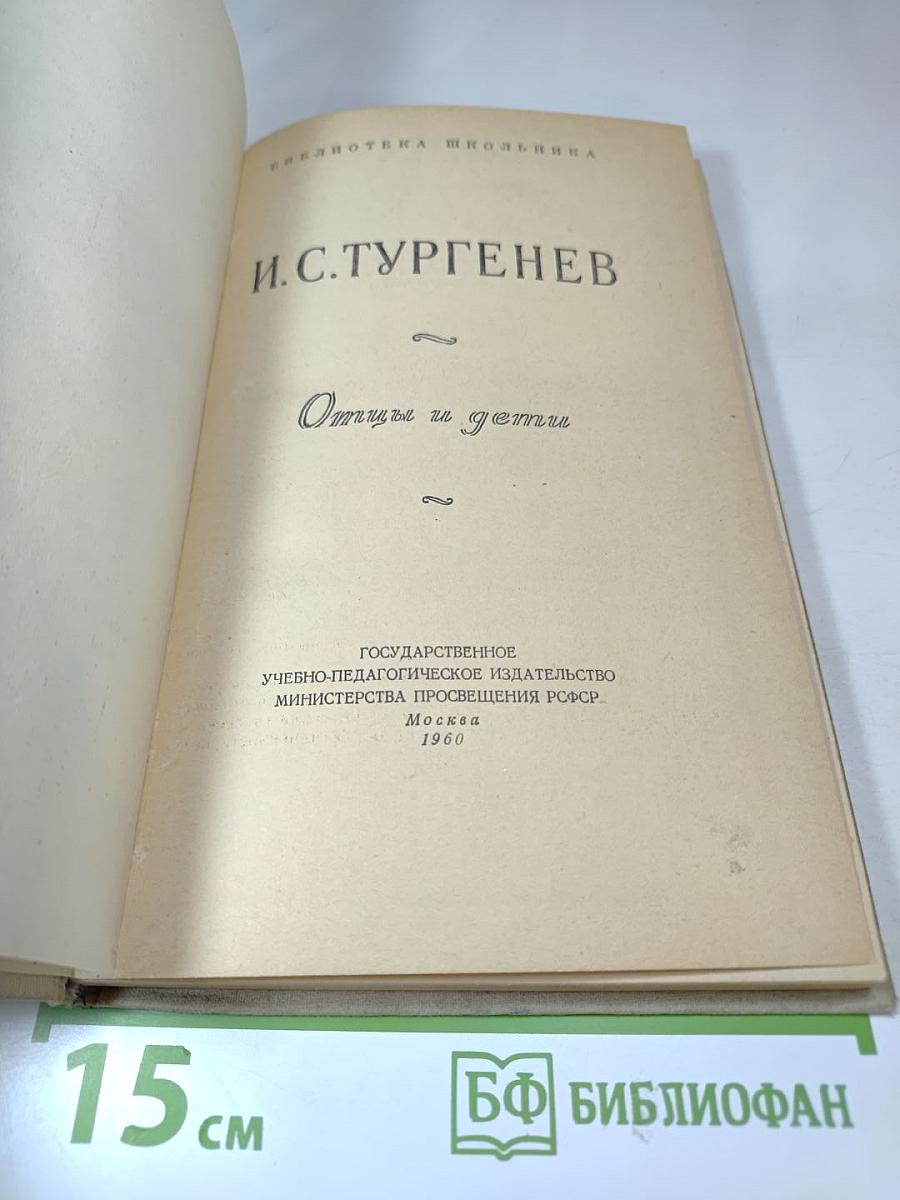 БИБЛИОТЕКА ШКОЛЬНИКА
И. С. ТУРГЕНЕВ
Отцы и дети
ГОСУДАРСТВЕННОЕ
УЧЕБНО-ПЕДАГОГИЧЕСКОЕ ИЗДАТЕЛЬСТВО
МИНИСТЕРСТВА ПРОСВЕЩЕНИЯ РСФСР
Москва
1960
15 см
БФ БИБЛИОФАН